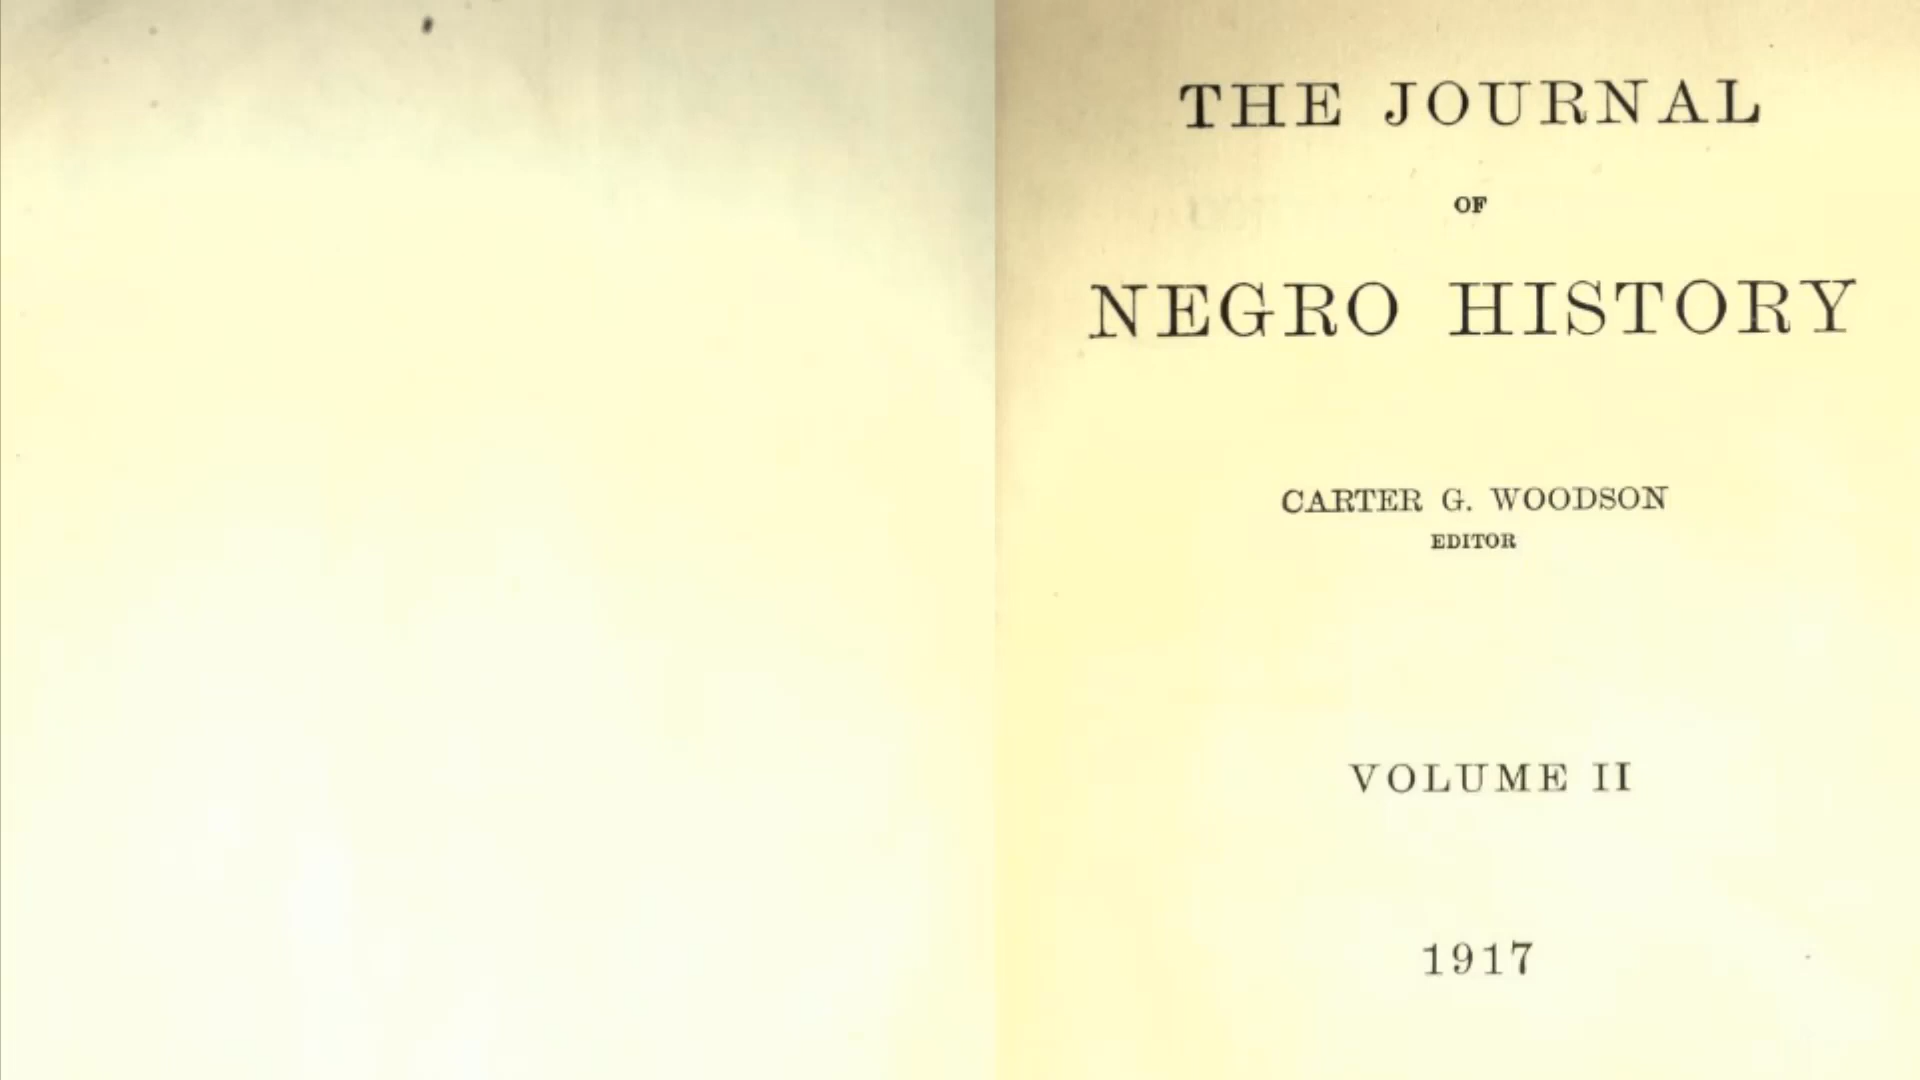 THE JOURNAL
OF
NEGRO HISTORY
CARTER G. WOODSON
EDITOR
VOLUME II
1917